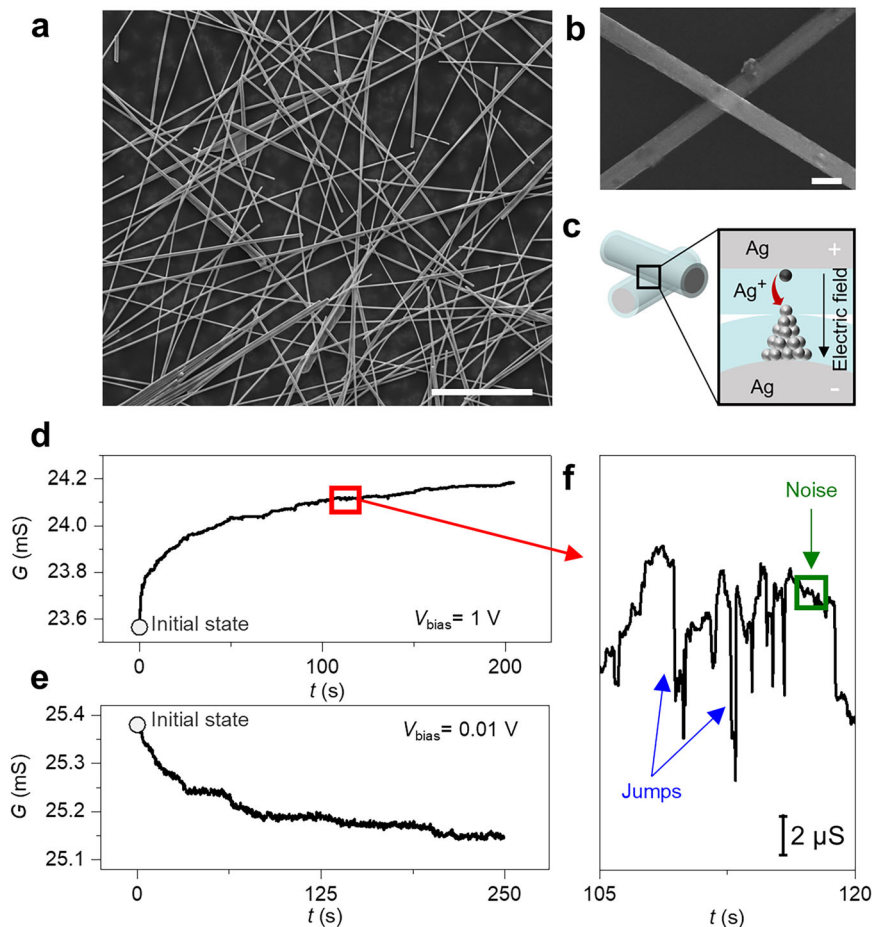 a
b
c
Ag
+
Ag+
Electric field
Ag
-
d
24.2
24.0
23.8
23.6
G (mS)
Initial state
Vbias= 1 V
0
100
200
t (s)
e
25.4
25.3
25.2
25.1
G (mS)
Initial state
Vbias= 0.01 V
0
125
250
t (s)
f
Noise
Jumps
2 µS
105
120
t (s)